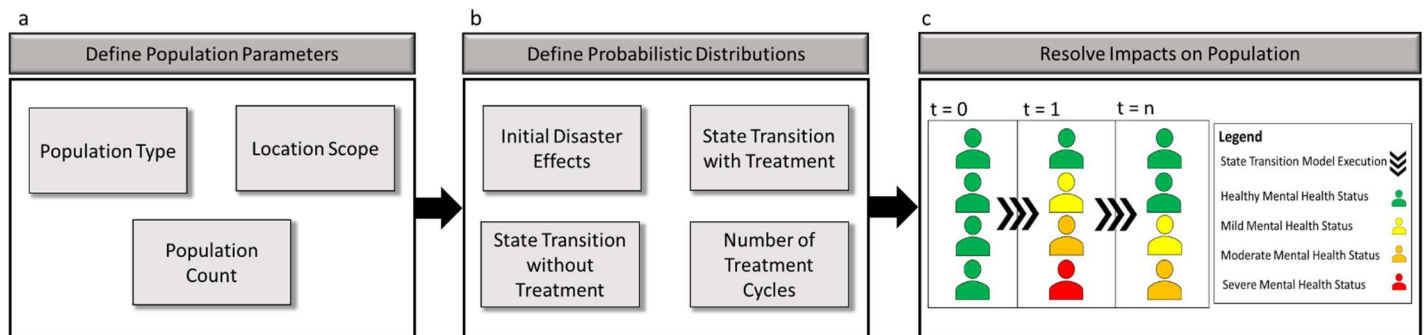 a
Define Population Parameters
Population Type
Location Scope
Population
Count
b
Define Probabilistic Distributions
Initial Disaster
Effects
State Transition
with Treatment
State Transition
without
Treatment
Number of
Treatment
Cycles
c
Resolve Impacts on Population
t = 0
t = 1
t = n
Legend
State Transition Model Execution
Healthy Mental Health Status
Mild Mental Health Status
Moderate Mental Health Status
Severe Mental Health Status